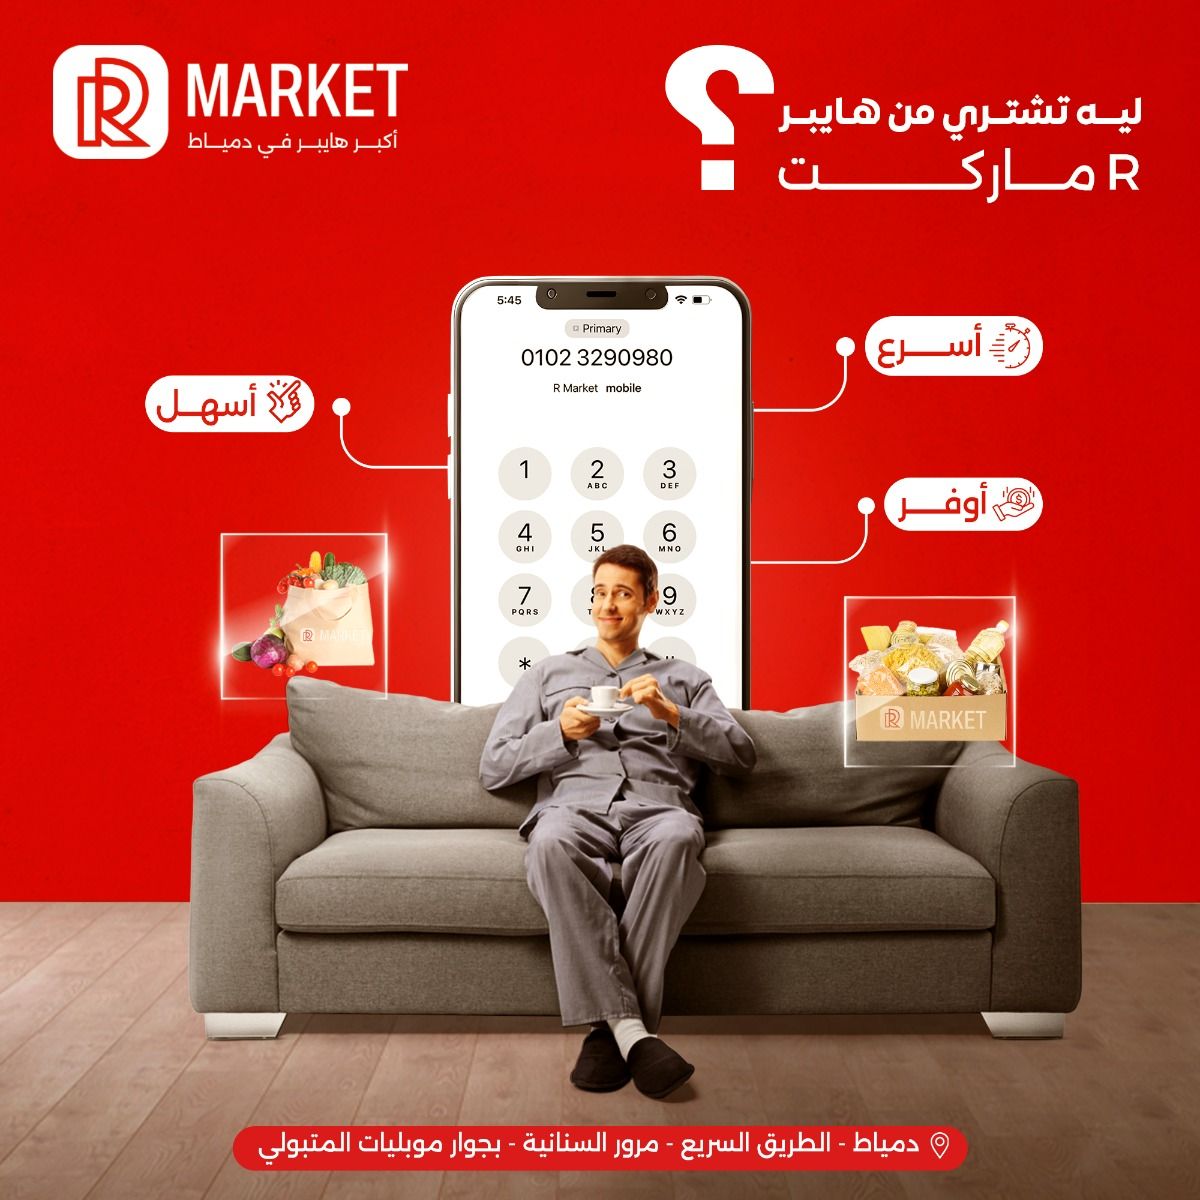 R MARKET
أكبر هايبر في دمياط
ليه تشتري من هايبر
R ماركت ؟
5:45
Primary
0102 3290980
R Market mobile
أسرع
أسهل
أوفر
1 2 3
ABC DEF
4 5 6
GHI JKL MNO
7 9
PQRS WXYZ
*
R MARKET
R MARKET
دمياط - الطريق السريع - مرور السنانية - بجوار موبليات المتبولي